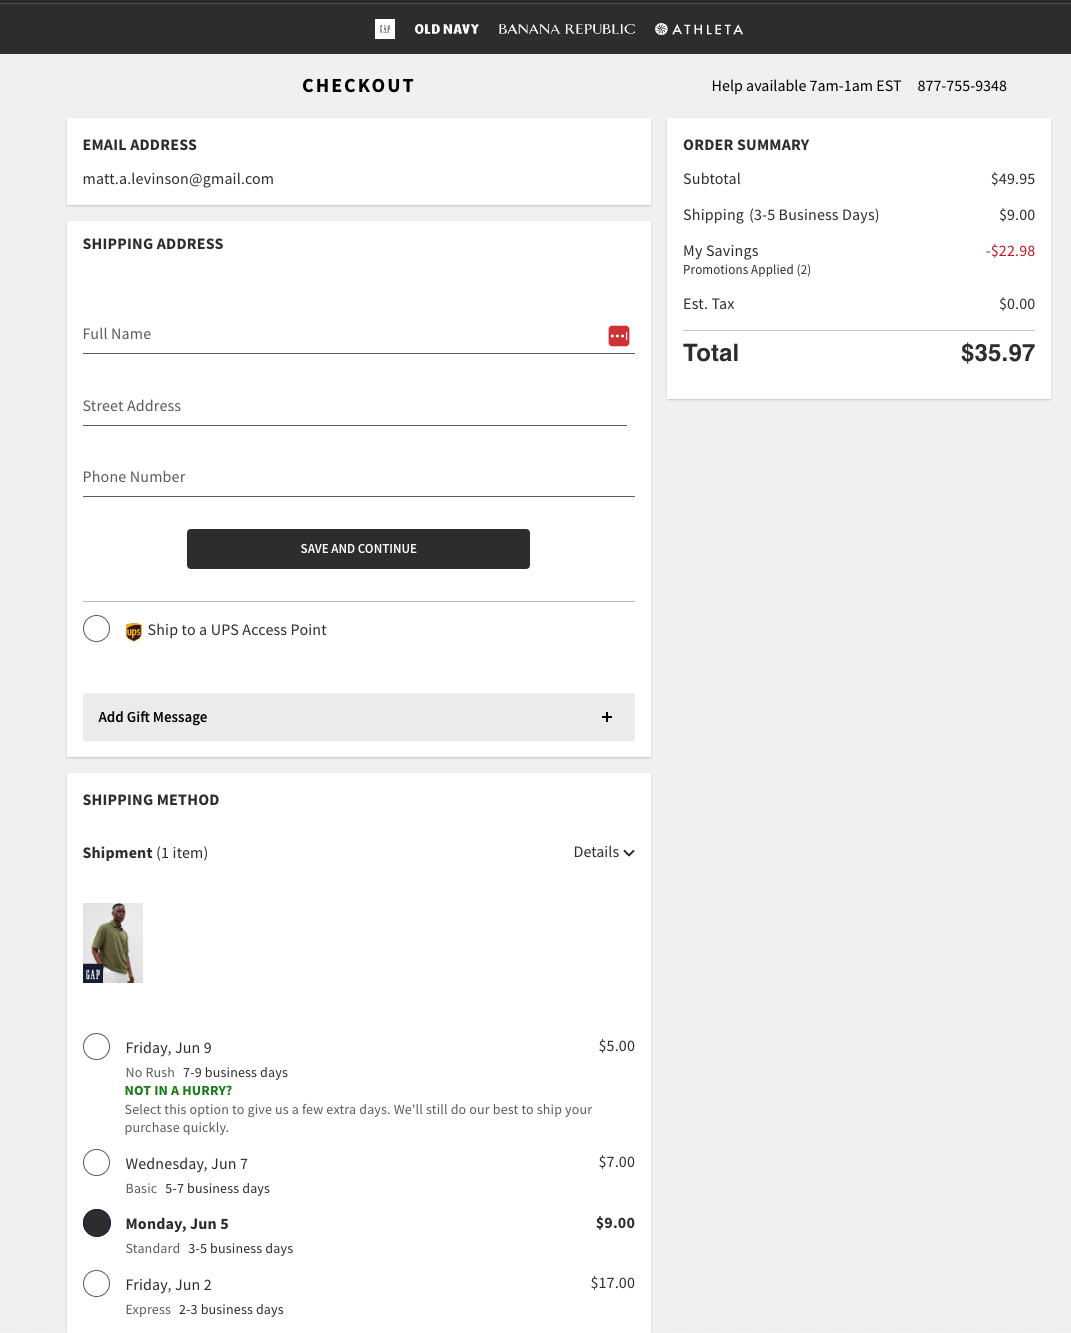 GAP OLD NAVY BANANA REPUBLIC ATHLETA
CHECKOUT
Help available 7am-1am EST 877-755-9348
EMAIL ADDRESS
matt.a.levinson@gmail.com
SHIPPING ADDRESS
Full Name
Street Address
Phone Number
SAVE AND CONTINUE
ups Ship to a UPS Access Point
Add Gift Message +
SHIPPING METHOD
Shipment (1 item) Details
GAP
Friday, Jun 9 $5.00
No Rush 7-9 business days
NOT IN A HURRY?
Select this option to give us a few extra days. We'll still do our best to ship your
purchase quickly.
Wednesday, Jun 7 $7.00
Basic 5-7 business days
Monday, Jun 5 $9.00
Standard 3-5 business days
Friday, Jun 2 $17.00
Express 2-3 business days
ORDER SUMMARY
Subtotal $49.95
Shipping (3-5 Business Days) $9.00
My Savings -$22.98
Promotions Applied (2)
Est. Tax $0.00
Total $35.97